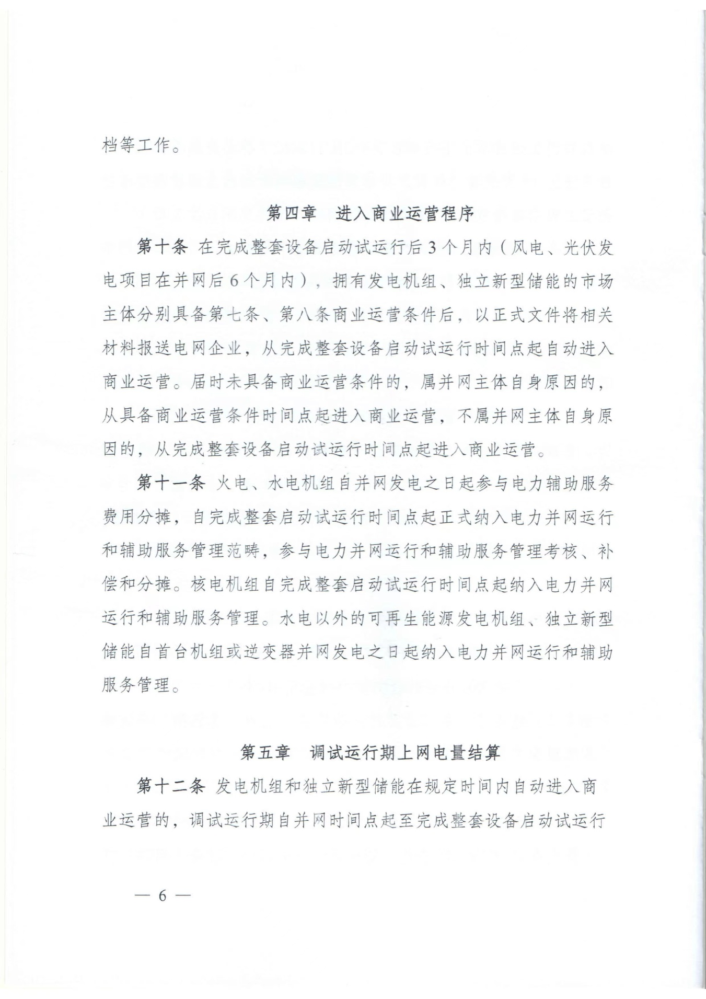 档等工作。
第四章 进入商业运营程序
第十条 在完成整套设备启动试运行后3个月内（风电、光伏发
电项目在并网后6个月内），拥有发电机组、独立新型储能的市场
主体分别具备第七条、第八条商业运营条件后，以正式文件将相关
材料报送电网企业，从完成整套设备启动试运行时间点起自动进入
商业运营。届时未具备商业运营条件的，属并网主体自身原因的，
从具备商业运营条件时间点起进入商业运营，不属并网主体自身原
因的，从完成整套设备启动试运行时间点起进入商业运营。
第十一条 火电、水电机组自并网发电之日起参与电力辅助服务
费用分摊，自完成整套启动试运行时间点起正式纳入电力并网运行
和辅助服务管理范畴，参与电力并网运行和辅助服务管理考核、补
偿和分摊。核电机组自完成整套启动试运行时间点起纳入电力并网
运行和辅助服务管理。水电以外的可再生能源发电机组、独立新型
储能自首台机组或逆变器并网发电之日起纳入电力并网运行和辅助
服务管理。
第五章 调试运行期上网电量结算
第十二条 发电机组和独立新型储能在规定时间内自动进入商
业运营的，调试运行期自并网时间点起至完成整套设备启动试运行
— 6 —